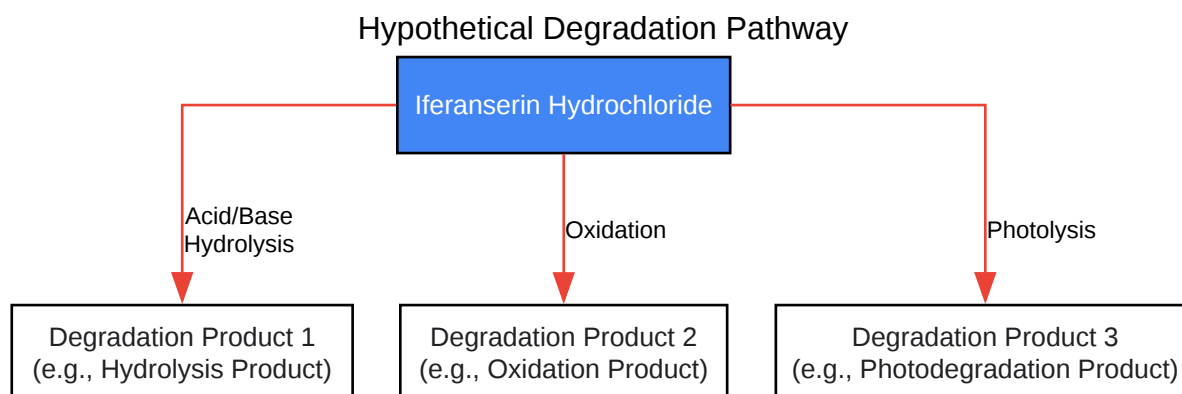 Hypothetical Degradation Pathway
Iferanserin Hydrochloride
Acid/Base
Hydrolysis
Oxidation
Photolysis
Degradation Product 1
(e.g., Hydrolysis Product)
Degradation Product 2
(e.g., Oxidation Product)
Degradation Product 3
(e.g., Photodegradation Product)